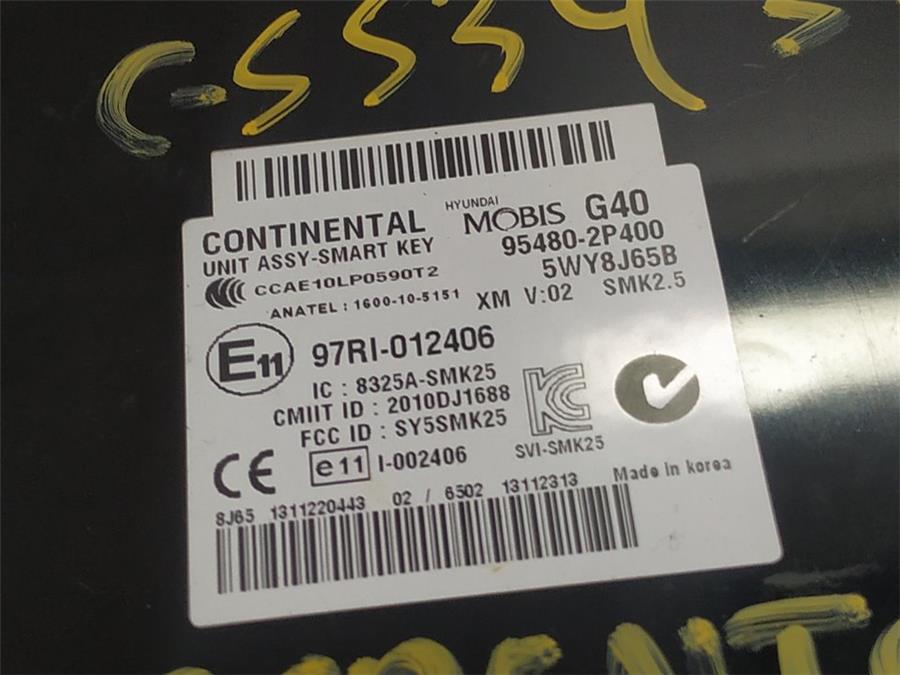 HYUNDAI
CONTINENTAL MOBIS G40
UNIT ASSY-SMART KEY 95480-2P400
CCAE10LP0590T2 5WY8J65B
ANATEL : 1600-10-5151 XM V:02 SMK2.5
E11 97RI-012406
IC : 8325A-SMK25
CMIIT ID : 2010DJ1688
FCC ID : SY5SMK25
SVI-SMK25
CE e11 I-002406
Made in korea
8J65 1311220443 02 / 6502 13112313